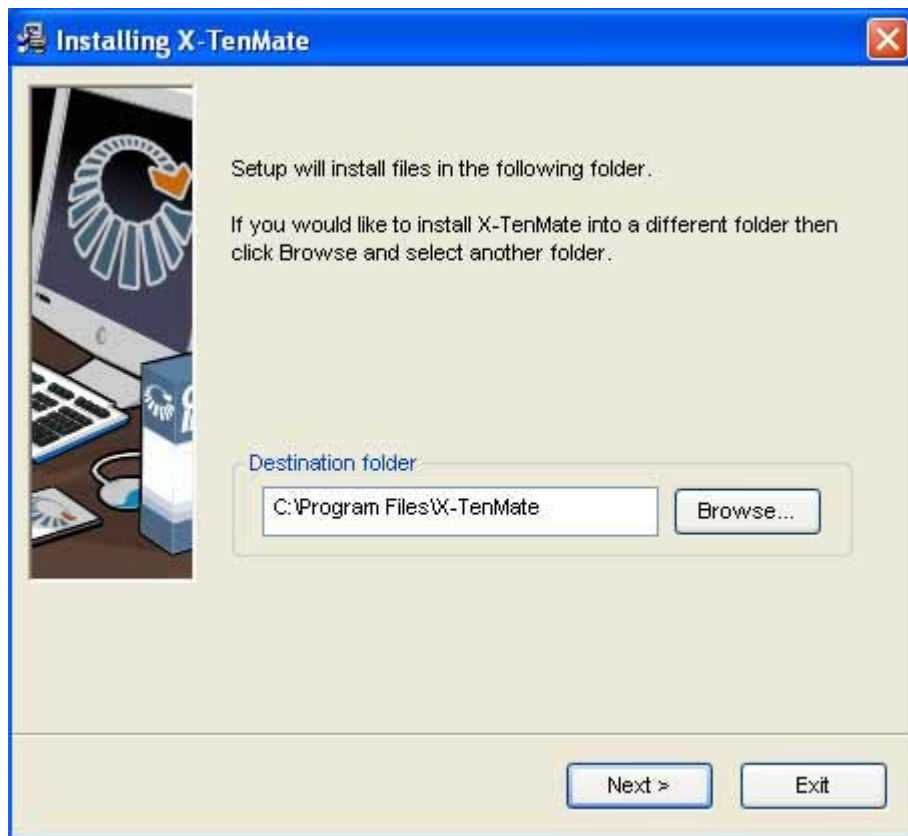 Installing X-TenMate
Setup will install files in the following folder.
If you would like to install X-TenMate into a different folder then
click Browse and select another folder.
Destination folder
C:\Program Files\X-TenMate
Browse...
Next >
Exit